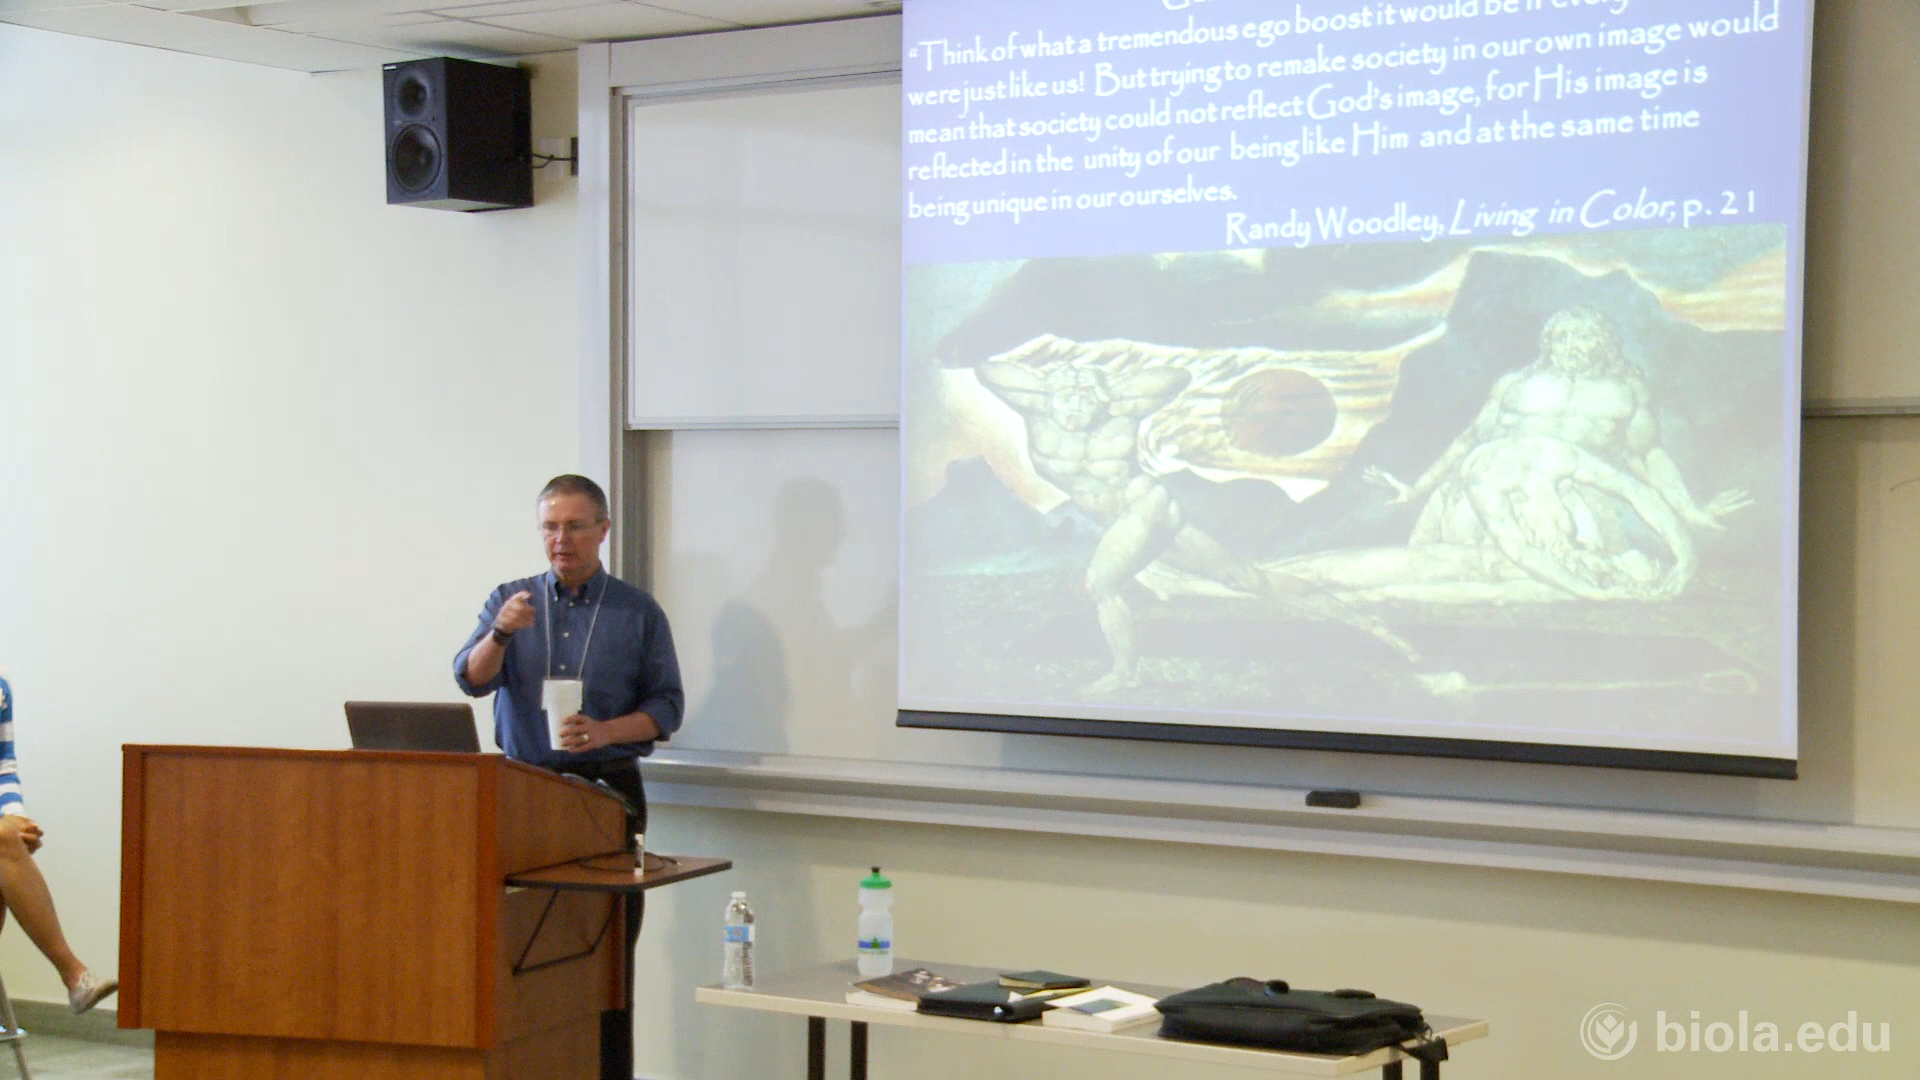 “Think of what a tremendous ego boost it would be if every
were just like us! But trying to remake society in our own image would
mean that society could not reflect God's image, for His image is
reflected in the unity of our being like Him and at the same time
being unique in our ourselves.
Randy Woodley, Living in Color, p. 21
biola.edu